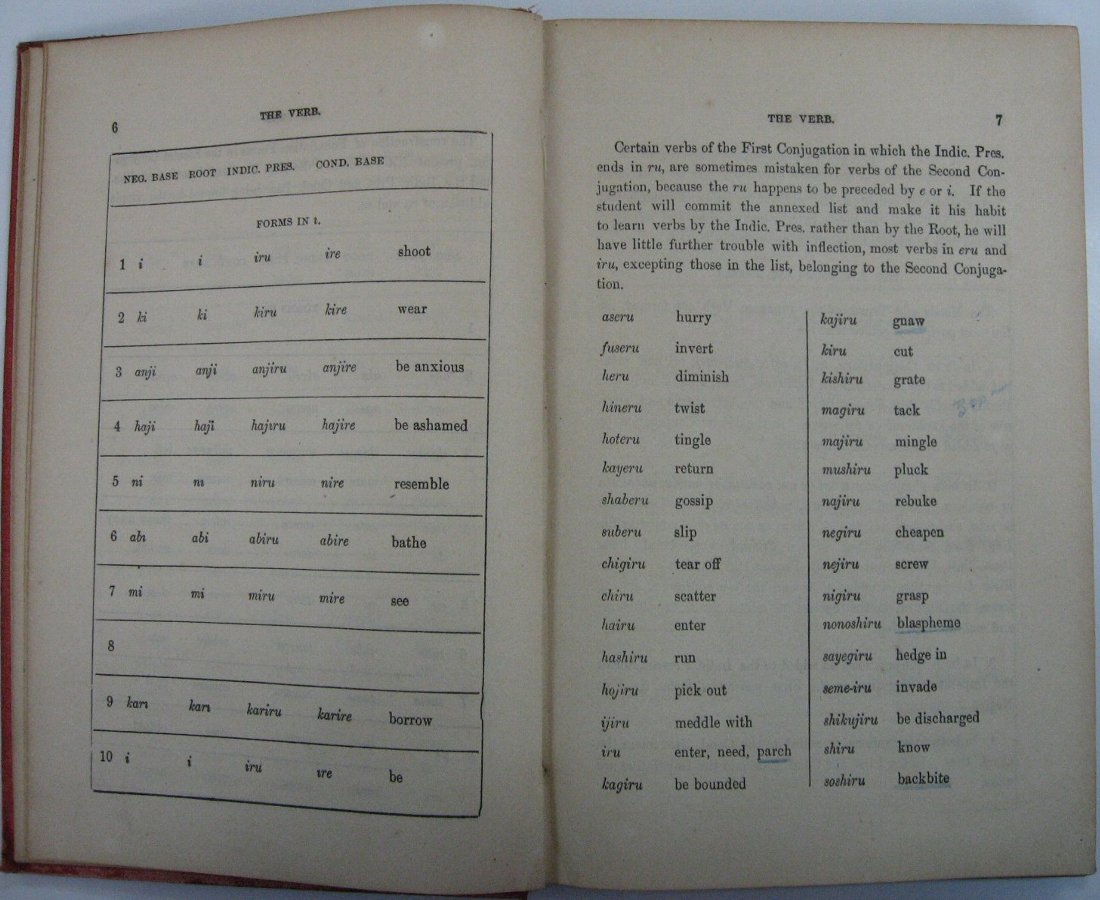 6
THE VERB.
NEG. BASE ROOT INDIC. PRES. COND. BASE
FORMS IN i.
1 i i iru ire shoot
2 ki ki kiru kire wear
3 anji anji anjiru anjire be anxious
4 haji haji hajiru hajire be ashamed
5 ni ni niru nire resemble
6 abi abi abiru abire bathe
7 mi mi miru mire see
8
9 kari kari kariru karire borrow
10 i i iru ire be
THE VERB.
7
Certain verbs of the First Conjugation in which the Indic. Pres.
ends in ru, are sometimes mistaken for verbs of the Second Con-
jugation, because the ru happens to be preceded by e or i. If the
student will commit the annexed list and make it his habit
to learn verbs by the Indic. Pres. rather than by the Root, he will
have little further trouble with inflection, most verbs in eru and
iru, excepting those in the list, belonging to the Second Conjuga-
tion.
aseru hurry
fuseru invert
heru diminish
hineru twist
hoteru tingle
kayeru return
shaberu gossip
suberu slip
chigiru tear off
chiru scatter
hairu enter
hashiru run
hojiru pick out
ijiru meddle with
iru enter, need, parch
kagiru be bounded
kajiru gnaw
kiru cut
kishiru grate
magiru tack
majiru mingle
mushiru pluck
najiru rebuke
negiru cheapen
nejiru screw
nigiru grasp
nonoshiru blaspheme
sayegiru hedge in
seme-iru invade
shikujiru be discharged
shiru know
soshiru backbite